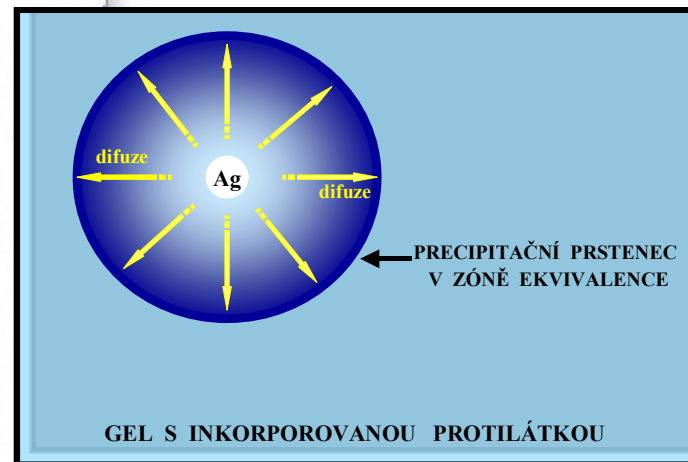 difuze
Ag
difuze
PRECIPITAČNÍ PRSTENEC
V ZÓNĚ EKVIVALENCE
GEL S INKORPOROVANOU PROTILÁTKOU